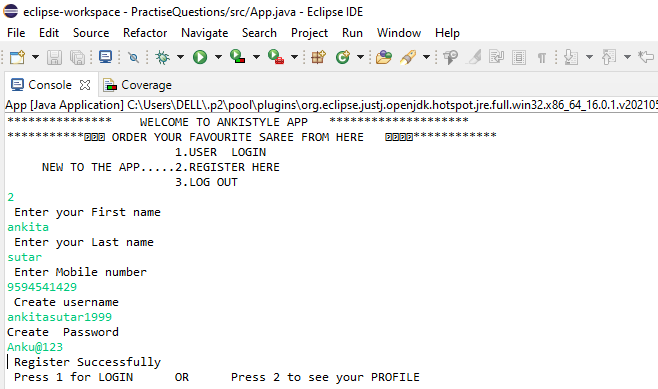 eclipse-workspace - PractiseQuestions/src/App.java - Eclipse IDE
File Edit Source Refactor Navigate Search Project Run Window Help
Console Coverage
App [Java Application] C:\Users\DELL\.p2\pool\plugins\org.eclipse.justj.openjdk.hotspot.jre.full.win32.x86_64_16.0.1.v202105
*************** WELCOME TO ANKISTYLE APP ********************
*********** ORDER YOUR FAVOURITE SAREE FROM HERE ************
1.USER LOGIN
NEW TO THE APP.....2.REGISTER HERE
3.LOG OUT
2
Enter your First name
ankita
Enter your Last name
sutar
Enter Mobile number
9594541429
Create username
ankitasutar1999
Create Password
Anku@123
Register Successfully
Press 1 for LOGIN OR Press 2 to see your PROFILE